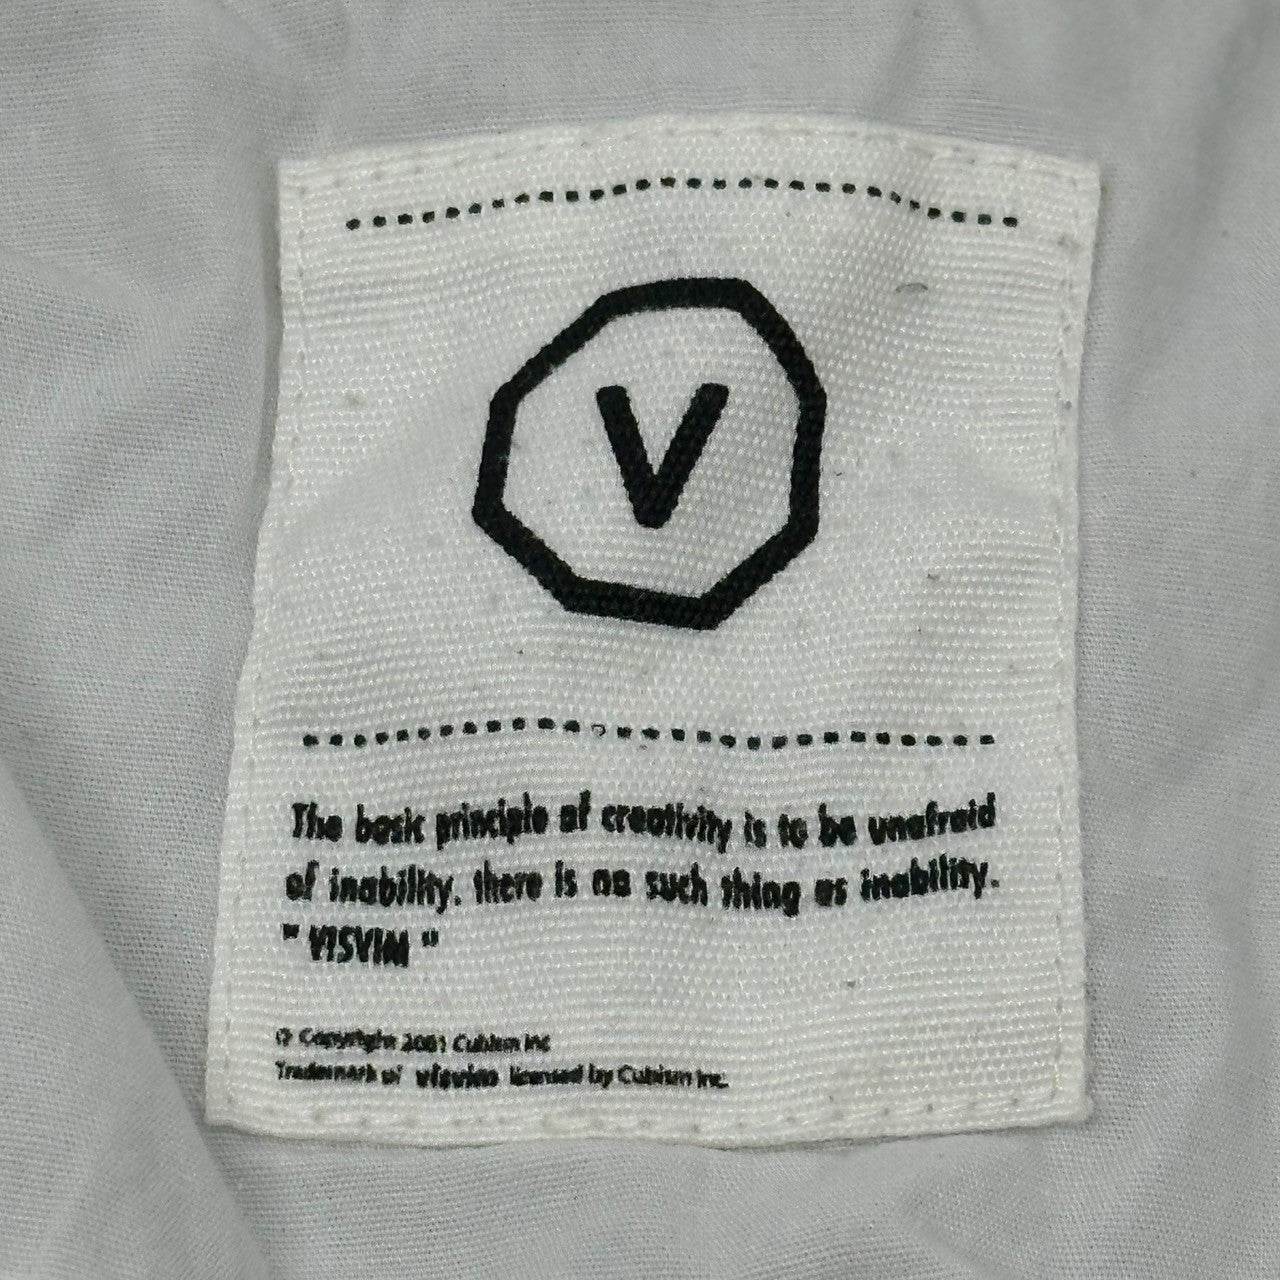 V
The basic principle of creativity is to be unafraid
of inability. there is no such thing as inability.
" VISVIM "
© Copyright 2001 Cubism Inc
Trademark of visvim licensed by Cubism Inc.